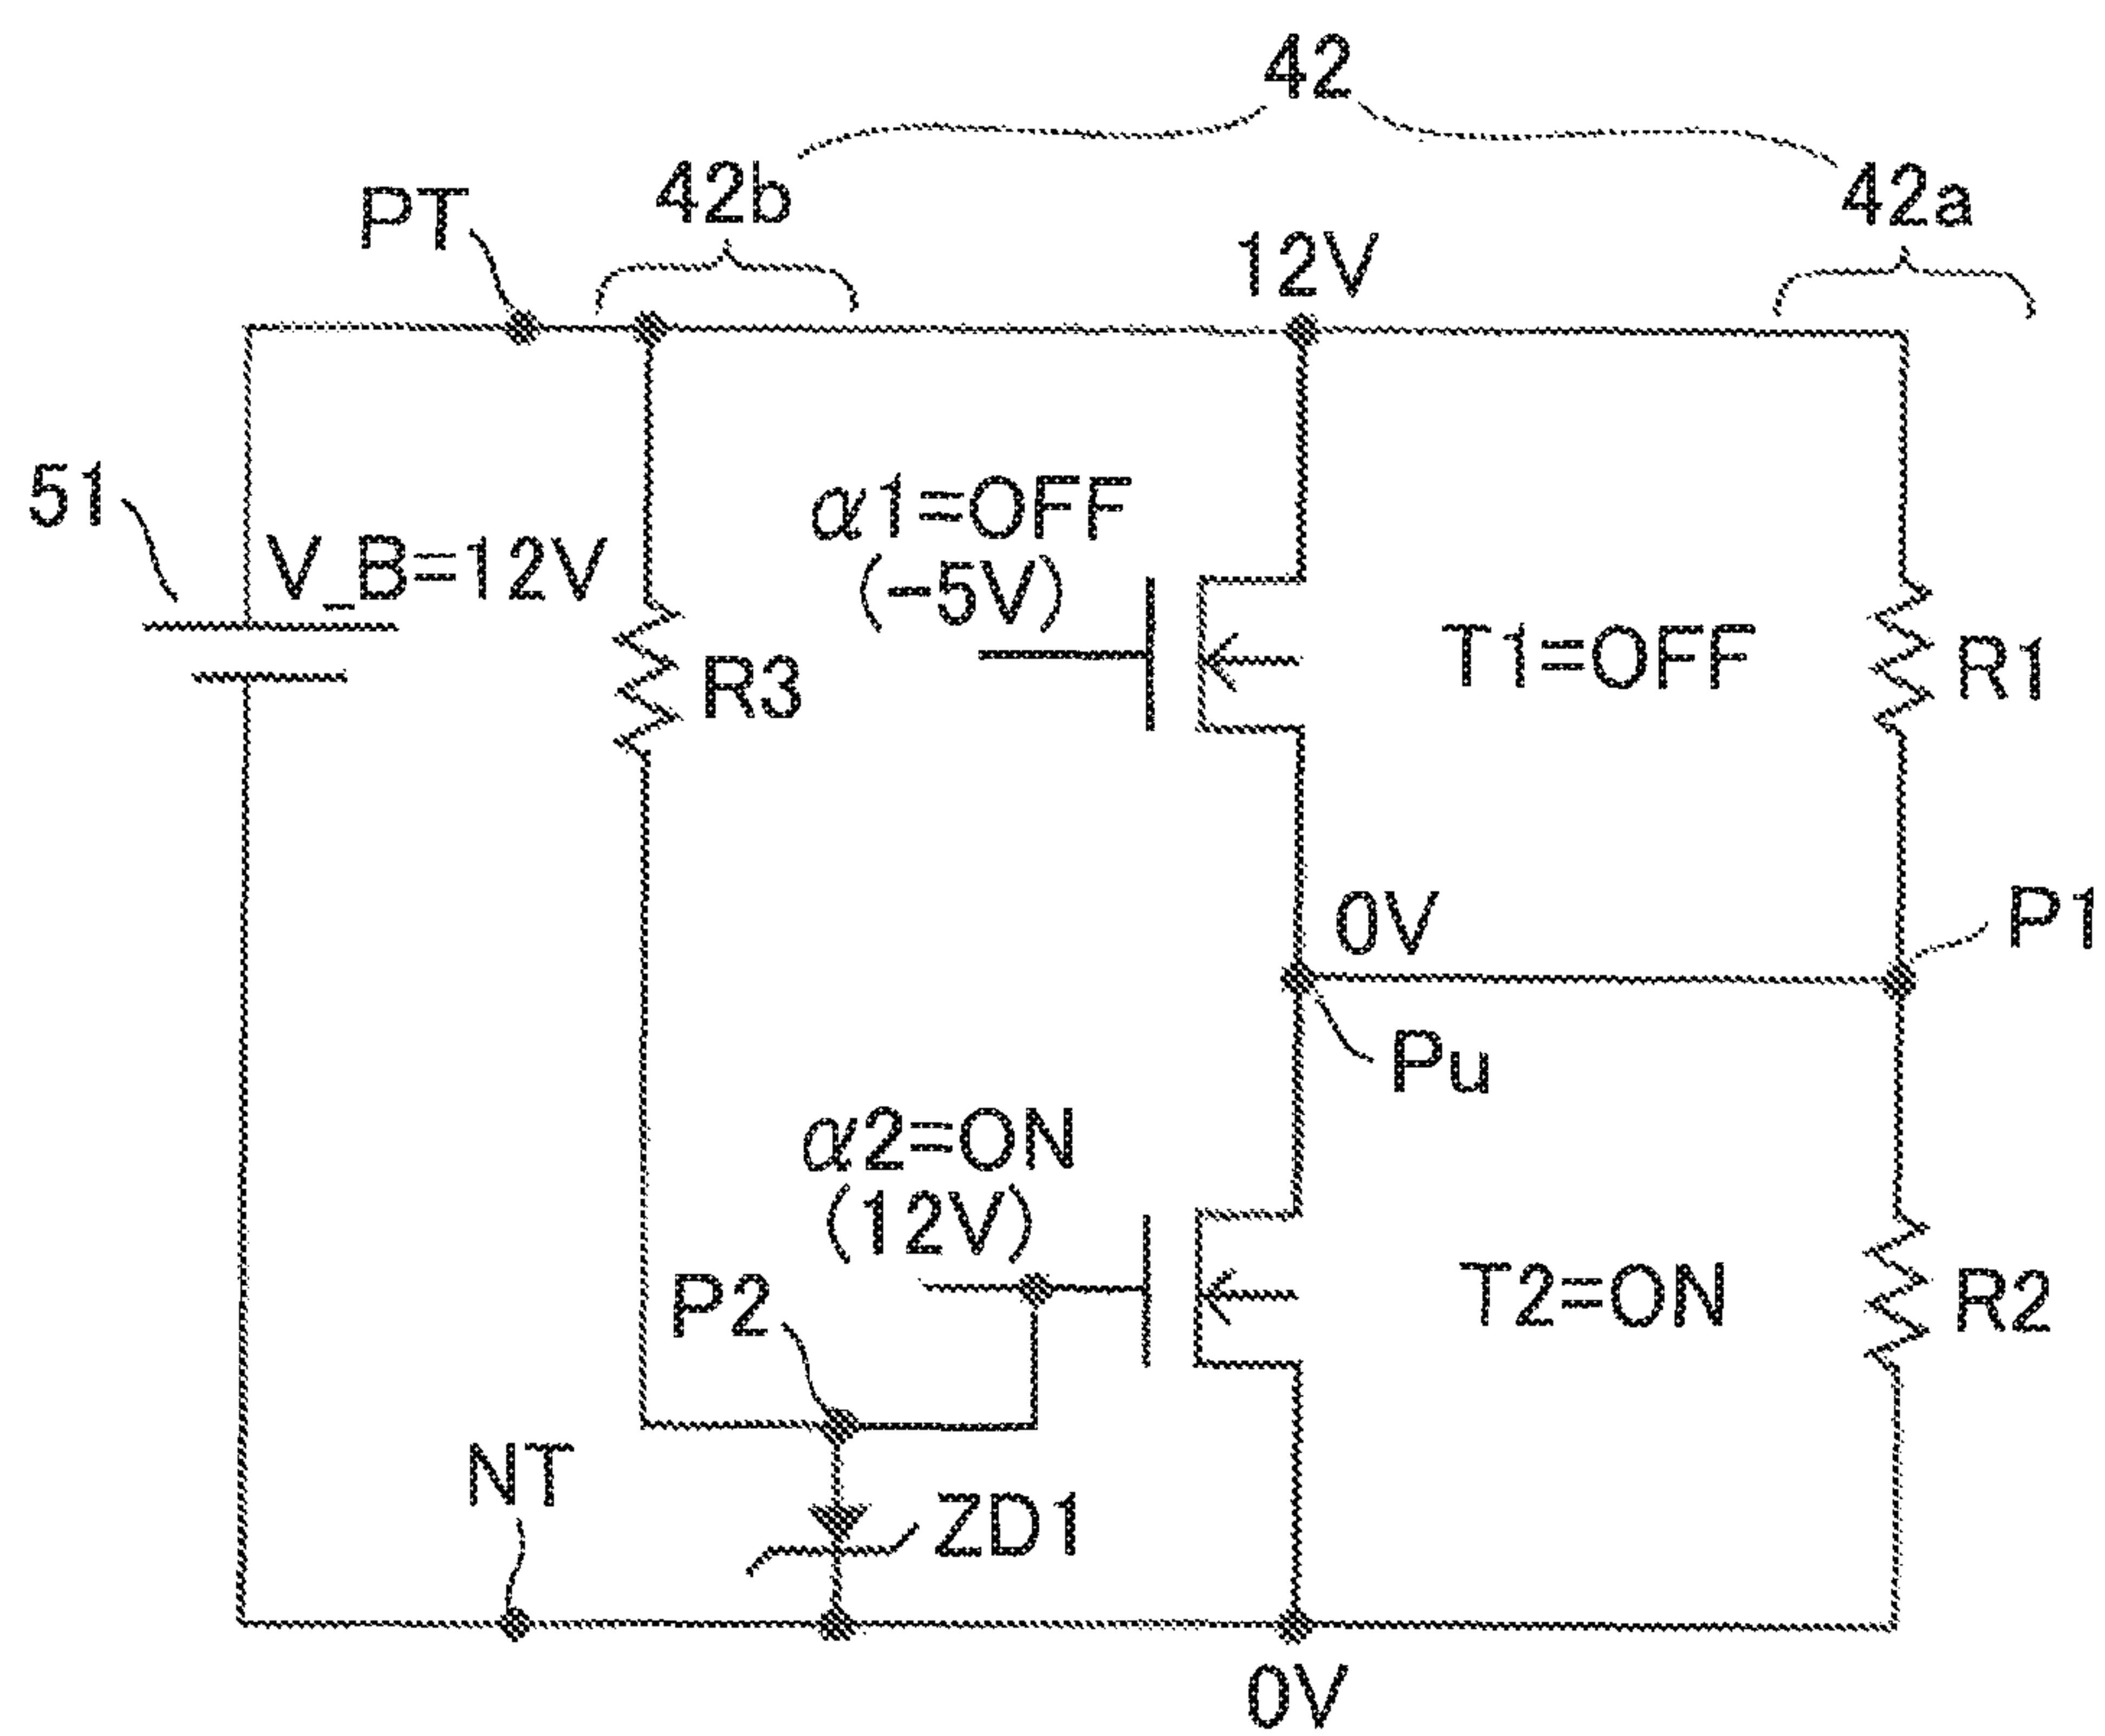 42
42b
42a
PT
12V
51
V_B=12V
α1=OFF
(-5V)
R3
T1=OFF
R1
0V
P1
Pu
α2=ON
(12V)
P2
T2=ON
R2
NT
ZD1
0V